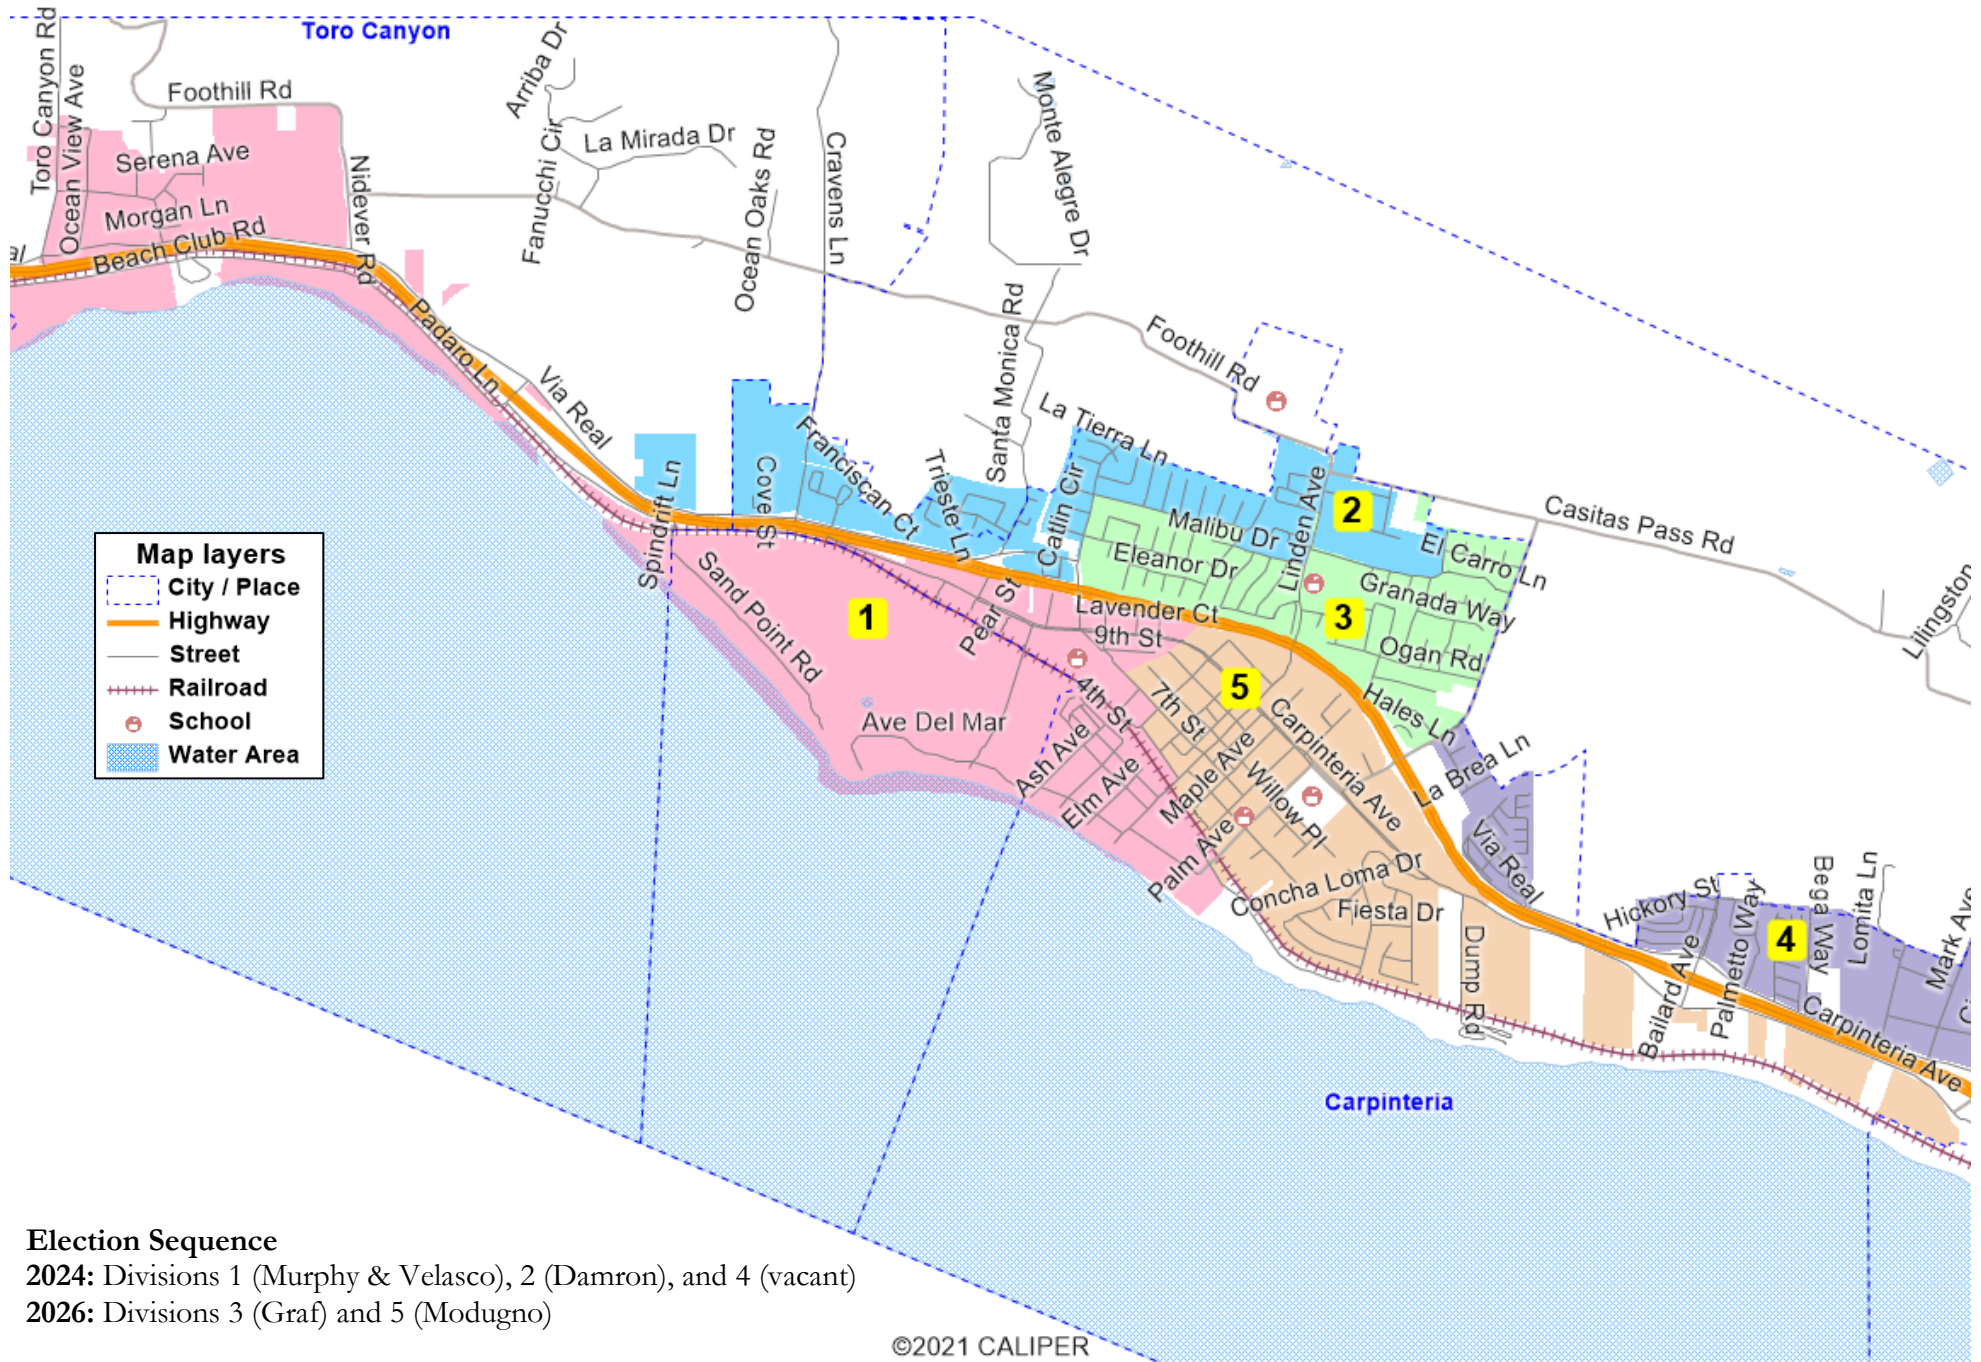 Toro Canyon
Toro Canyon Rd
Ocean View Ave
Foothill Rd
Serena Ave
Morgan Ln
Beach Club Rd
Nidever Rd
Arriba Dr
Fanucchi Cir
La Mirada Dr
Ocean Oaks Rd
Cravens Ln
Monte Alegre Dr
Santa Monica Rd
Foothill Rd
Padaro Ln
Via Real
Spindrift Ln
Cove St
Franciscan Ct
Trieste Ln
La Tierra Ln
Catlin Cir
Malibu Dr
Linden Ave
2
El Carro Ln
Casitas Pass Rd
Lilingston
Eleanor Dr
Granada Way
3
Ogan Rd
Hales Ln
Lavender Ct
9th St
Pear St
1
Sand Point Rd
Ave Del Mar
4th St
7th St
5
Carpinteria Ave
Ash Ave
Elm Ave
Maple Ave
Willow Pl
Palm Ave
Concha Loma Dr
Fiesta Dr
La Brea Ln
Via Real
Dump Rd
Hickory St
Bailard Ave
Palmetto Way
4
Bega Way
Lomita Ln
Mark Ave
Ci
Carpinteria Ave
Carpinteria
al
Map layers
City / Place
Highway
Street
Railroad
School
Water Area
Election Sequence
2024: Divisions 1 (Murphy & Velasco), 2 (Damron), and 4 (vacant)
2026: Divisions 3 (Graf) and 5 (Modugno)
©2021 CALIPER